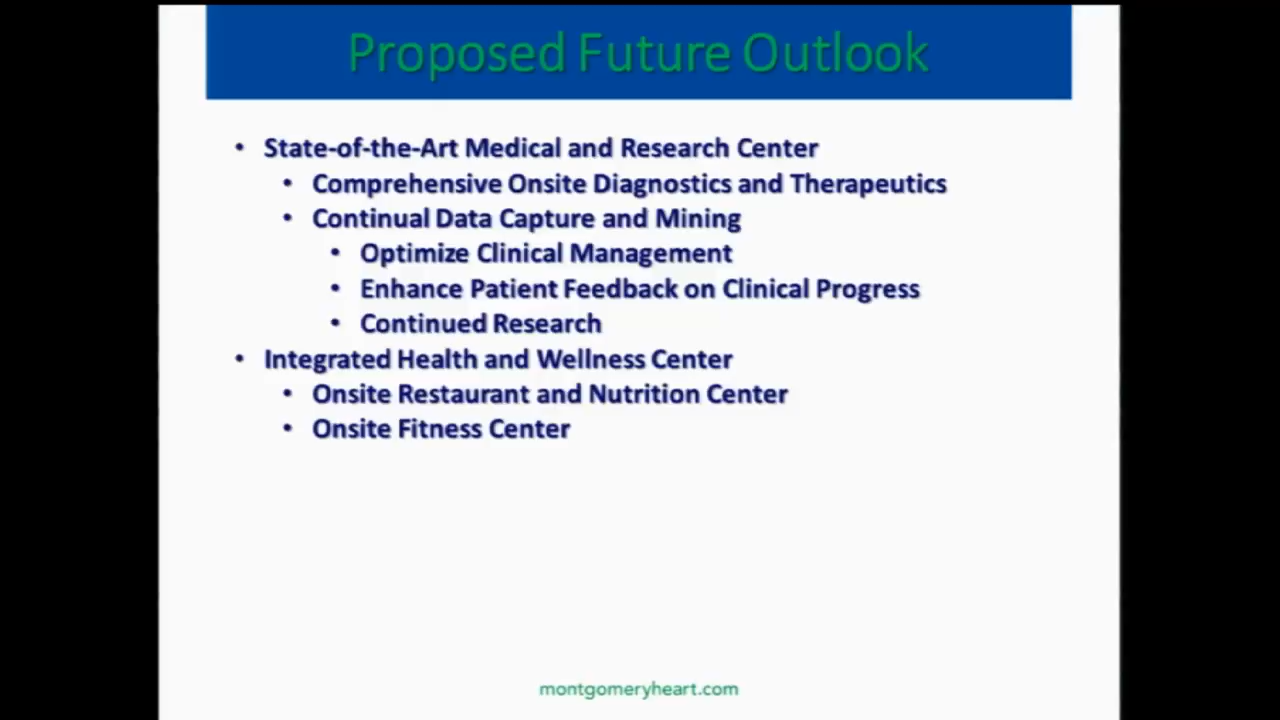 Proposed Future Outlook
• State-of-the-Art Medical and Research Center
• Comprehensive Onsite Diagnostics and Therapeutics
• Continual Data Capture and Mining
• Optimize Clinical Management
• Enhance Patient Feedback on Clinical Progress
• Continued Research
• Integrated Health and Wellness Center
• Onsite Restaurant and Nutrition Center
• Onsite Fitness Center
montgomeryheart.com